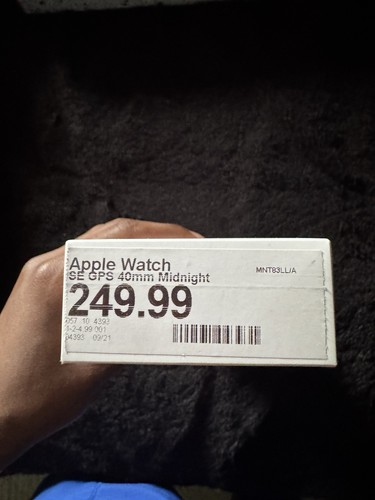 Apple Watch
MNT83LL/A
SE GPS 40mm Midnight
249.99
057 10 4393
1-2-4.99 001
04393 09/21